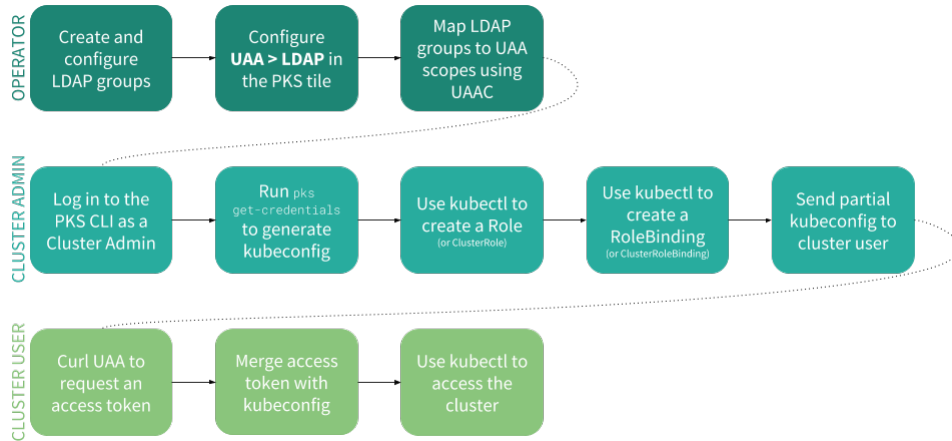 OPERATOR
Create and
configure
LDAP groups
Configure
UAA > LDAP in
the PKS tile
Map LDAP
groups to UAA
scopes using
UAAC
CLUSTER ADMIN
Log in to the
PKS CLI as a
Cluster Admin
Run pks
get-credentials
to generate
kubeconfig
Use kubectl to
create a Role
(or ClusterRole)
Use kubectl to
create a
RoleBinding
(or ClusterRoleBinding)
Send partial
kubeconfig to
cluster user
CLUSTER USER
Curl UAA to
request an
access token
Merge access
token with
kubeconfig
Use kubectl to
access the
cluster